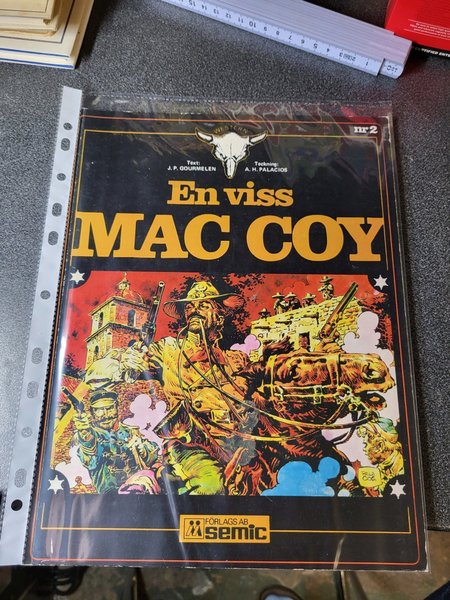 nr 2
Text:
J. P. GOURMELEN
Teckning:
A. H. PALACIOS
En viss
MAC COY
FÖRLAGS AB
semic